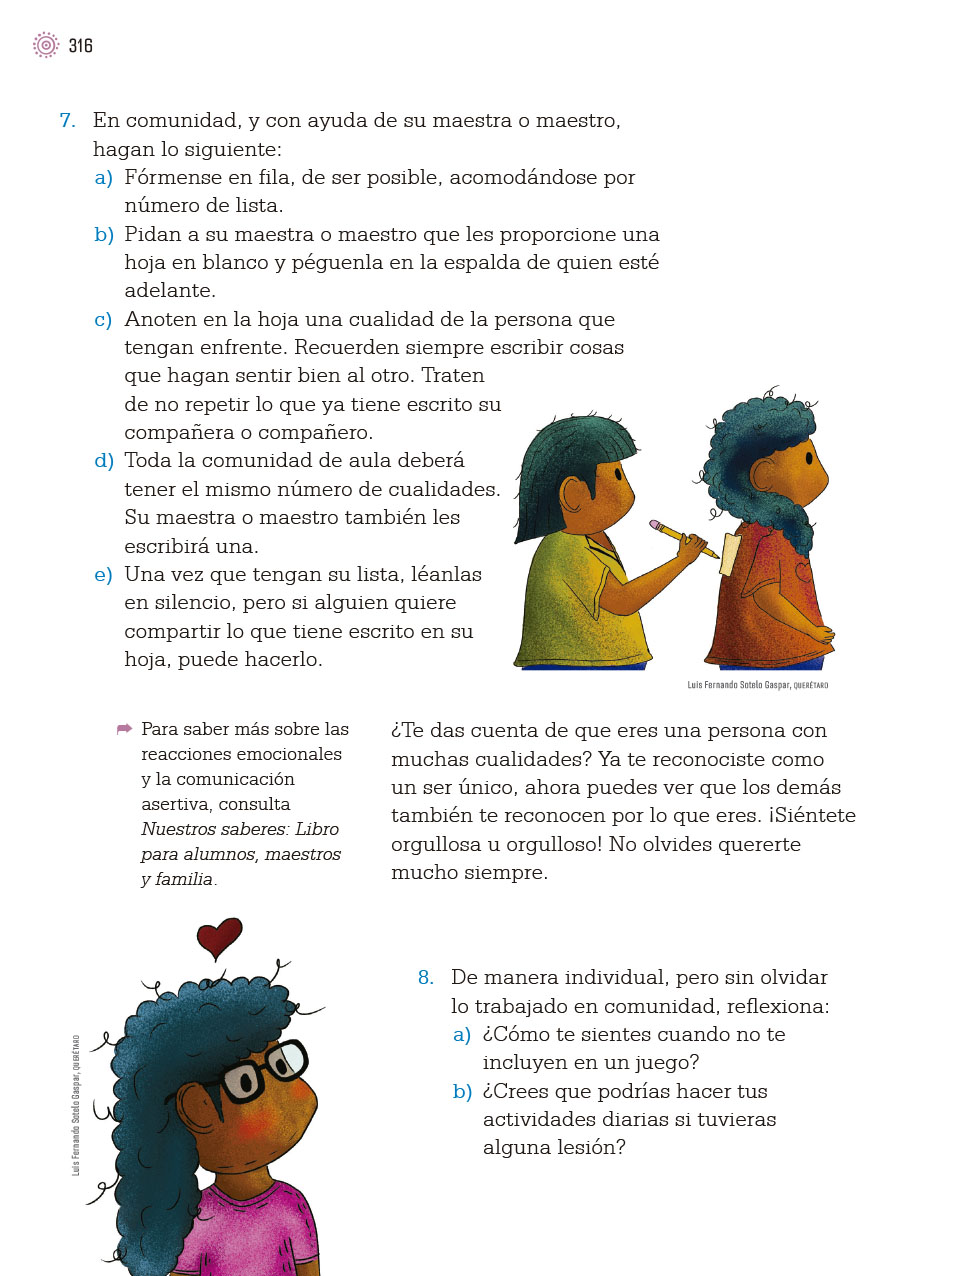 316
7. En comunidad, y con ayuda de su maestra o maestro,
hagan lo siguiente:
a) Fórmense en fila, de ser posible, acomodándose por
número de lista.
b) Pidan a su maestra o maestro que les proporcione una
hoja en blanco y péguenla en la espalda de quien esté
adelante.
c) Anoten en la hoja una cualidad de la persona que
tengan enfrente. Recuerden siempre escribir cosas
que hagan sentir bien al otro. Traten
de no repetir lo que ya tiene escrito su
compañera o compañero.
d) Toda la comunidad de aula deberá
tener el mismo número de cualidades.
Su maestra o maestro también les
escribirá una.
e) Una vez que tengan su lista, léanlas
en silencio, pero si alguien quiere
compartir lo que tiene escrito en su
hoja, puede hacerlo.
Luis Fernando Sotelo Gaspar, QUERÉTARO
Para saber más sobre las
reacciones emocionales
y la comunicación
asertiva, consulta
Nuestros saberes: Libro
para alumnos, maestros
y familia.
¿Te das cuenta de que eres una persona con
muchas cualidades? Ya te reconociste como
un ser único, ahora puedes ver que los demás
también te reconocen por lo que eres. ¡Siéntete
orgullosa u orgulloso! No olvides quererte
mucho siempre.
Luis Fernando Sotelo Gaspar, QUERÉTARO
8. De manera individual, pero sin olvidar
lo trabajado en comunidad, reflexiona:
a) ¿Cómo te sientes cuando no te
incluyen en un juego?
b) ¿Crees que podrías hacer tus
actividades diarias si tuvieras
alguna lesión?